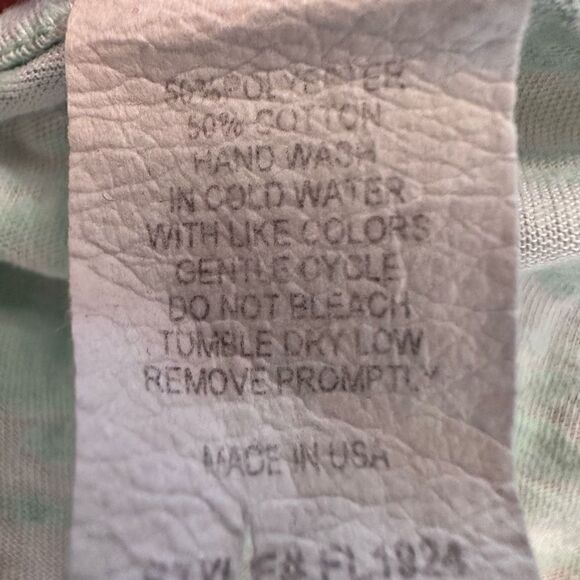 50% POLYESTER
50% COTTON
HAND WASH
IN COLD WATER
WITH LIKE COLORS
GENTLE CYCLE
DO NOT BLEACH
TUMBLE DRY LOW
REMOVE PROMPTLY
MADE IN USA
FL1924